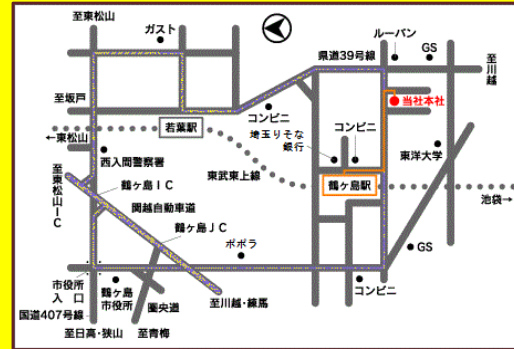 至東松山
ガスト
ルーパン
GS
県道39号線
至川越
至坂戸
コンビニ
当社本社
若葉駅
埼玉りそな
銀行
コンビニ
←東松山
東洋大学
西入間警察署
至東松山IC
東武東上線
鶴ヶ島駅
鶴ヶ島IC
池袋→
関越自動車道
鶴ヶ島JC
ポポラ
GS
市役所
入口
鶴ヶ島
市役所
圏央道
至川越・練馬
コンビニ
国道407号線
至日高・狭山
至青梅